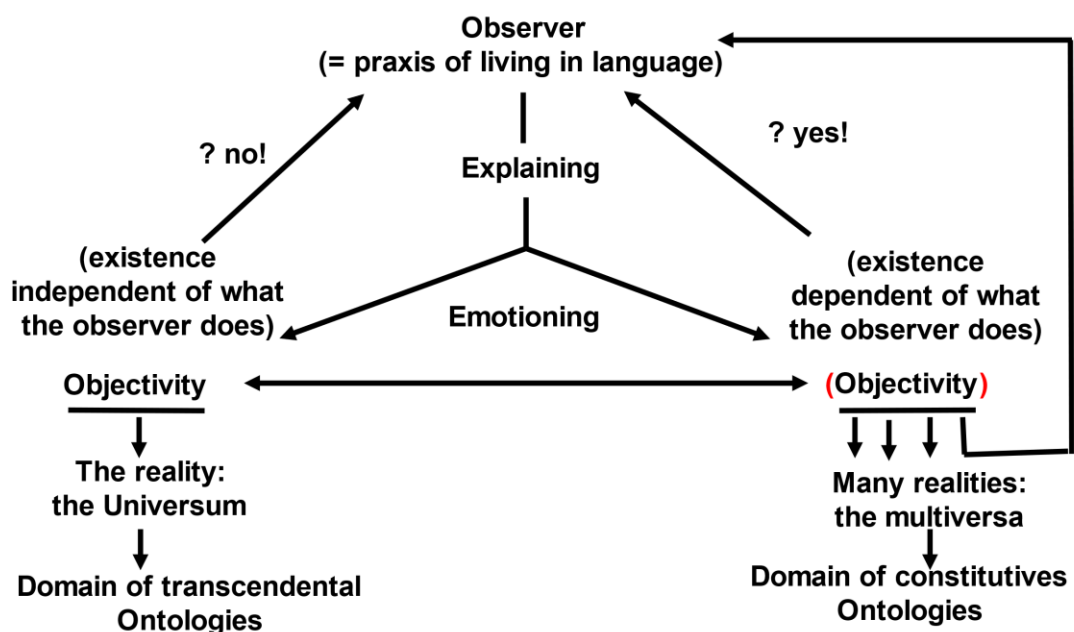 Observer
(= praxis of living in language)
? no!
? yes!
Explaining
(existence
independent of what
the observer does)
Emotioning
(existence
dependent of what
the observer does)
Objectivity
(Objectivity)
The reality:
the Universum
Many realities:
the multiversa
Domain of transcendental
Ontologies
Domain of constitutives
Ontologies